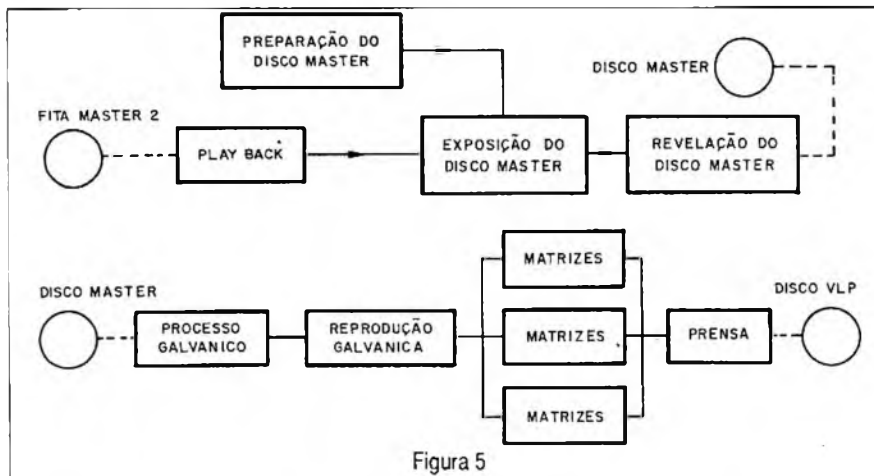 PREPARAÇÃO DO
DISCO MASTER
DISCO MASTER
FITA MASTER 2
PLAY BACK
EXPOSIÇÃO DO
DISCO MASTER
REVELAÇÃO DO
DISCO MASTER
DISCO MASTER
PROCESSO
GALVANICO
REPRODUÇÃO
GALVANICA
MATRIZES
MATRIZES
MATRIZES
PRENSA
DISCO VLP
Figura 5